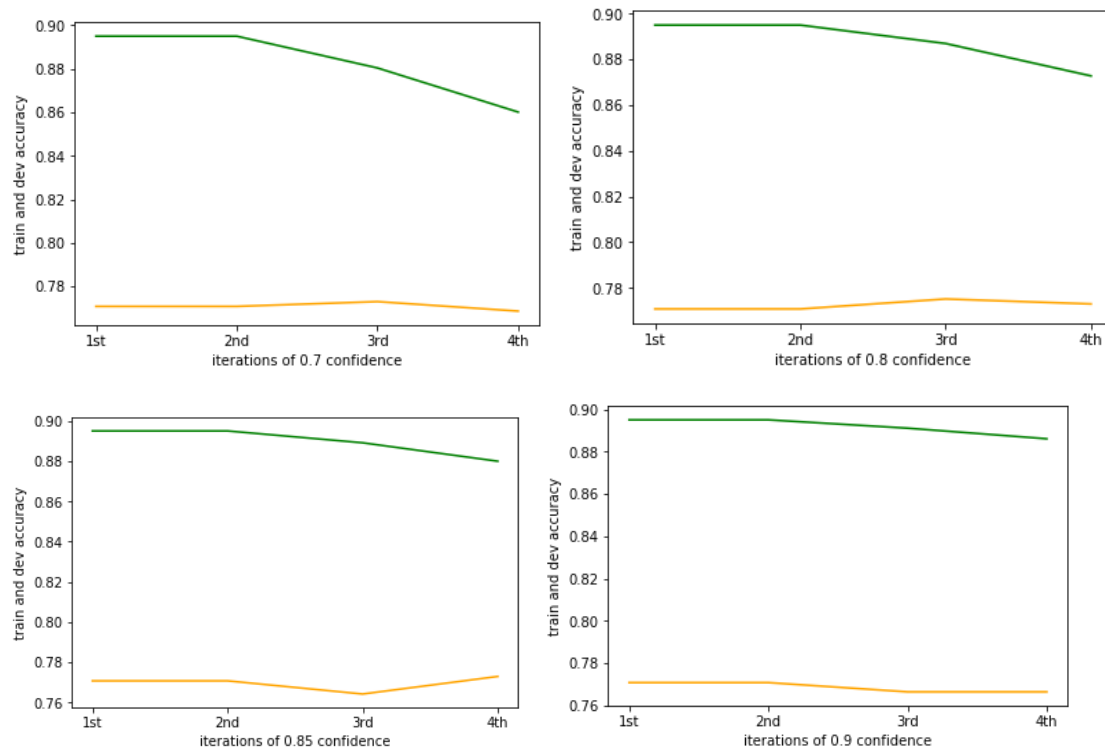 train and dev accuracy
0.90
0.88
0.86
0.84
0.82
0.80
0.78
1st 2nd 3rd 4th
iterations of 0.7 confidence
train and dev accuracy
0.90
0.88
0.86
0.84
0.82
0.80
0.78
1st 2nd 3rd 4th
iterations of 0.8 confidence
train and dev accuracy
0.90
0.88
0.86
0.84
0.82
0.80
0.78
0.76
1st 2nd 3rd 4th
iterations of 0.85 confidence
train and dev accuracy
0.90
0.88
0.86
0.84
0.82
0.80
0.78
0.76
1st 2nd 3rd 4th
iterations of 0.9 confidence